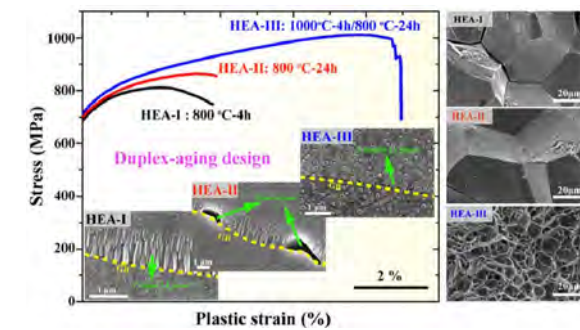 HEA-III: 1000°C-4h/800 °C-24h
HEA-II: 800 °C-24h
HEA-I : 800 °C-4h
Duplex-aging design
HEA-III
HEA-II
HEA-I
GB
1 μm
1 μm
1 μm
2 %
1000
800
600
400
200
0
Stress (MPa)
Plastic strain (%)
HEA-I
20μm
HEA-II
20μm
HEA-III
20μm